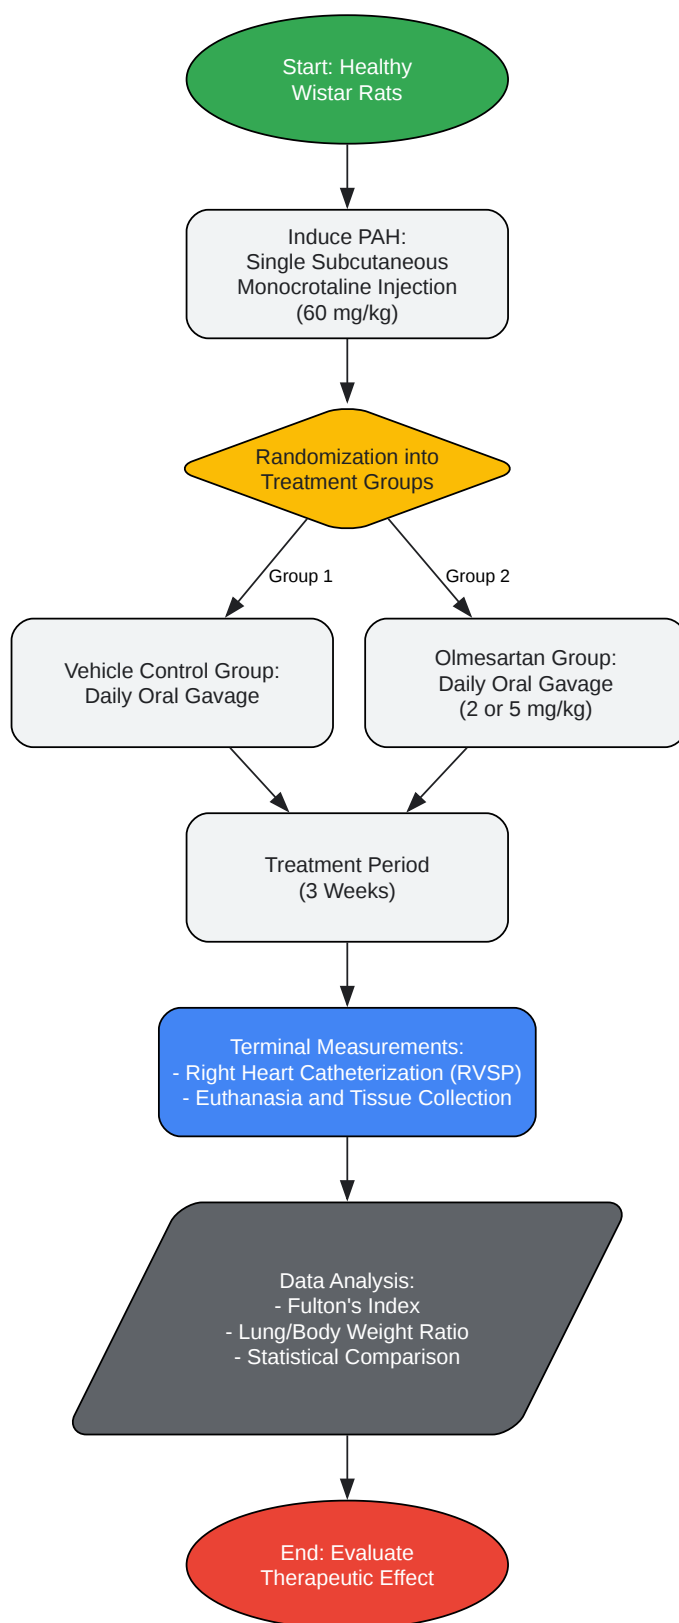 Start: Healthy
Wistar Rats
Induce PAH:
Single Subcutaneous
Monocrotaline Injection
(60 mg/kg)
Randomization into
Treatment Groups
Group 1
Group 2
Vehicle Control Group:
Daily Oral Gavage
Olmesartan Group:
Daily Oral Gavage
(2 or 5 mg/kg)
Treatment Period
(3 Weeks)
Terminal Measurements:
- Right Heart Catheterization (RVSP)
- Euthanasia and Tissue Collection
Data Analysis:
- Fulton's Index
- Lung/Body Weight Ratio
- Statistical Comparison
End: Evaluate
Therapeutic Effect